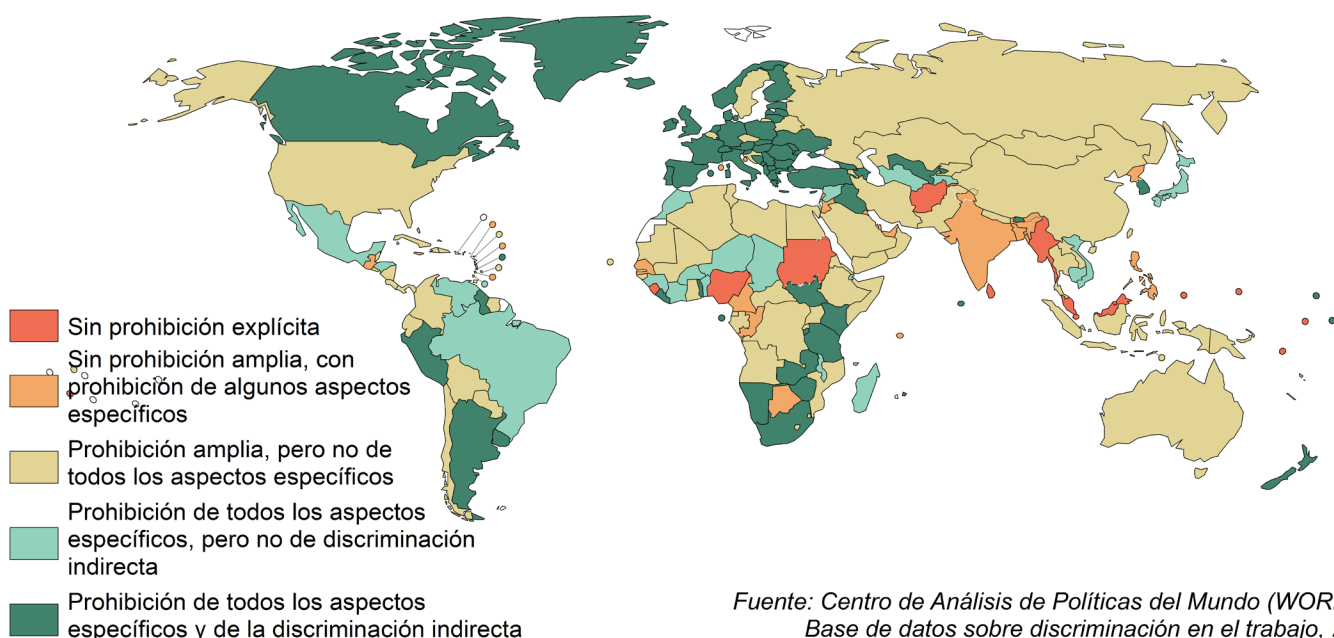 Sin prohibición explícita
Sin prohibición amplia, con
prohibición de algunos aspectos
específicos
Prohibición amplia, pero no de
todos los aspectos específicos
Prohibición de todos los aspectos
específicos, pero no de discriminación
indirecta
Prohibición de todos los aspectos
específicos y de la discriminación indirecta
Fuente: Centro de Análisis de Políticas del Mundo (WOR
Base de datos sobre discriminación en el trabajo,